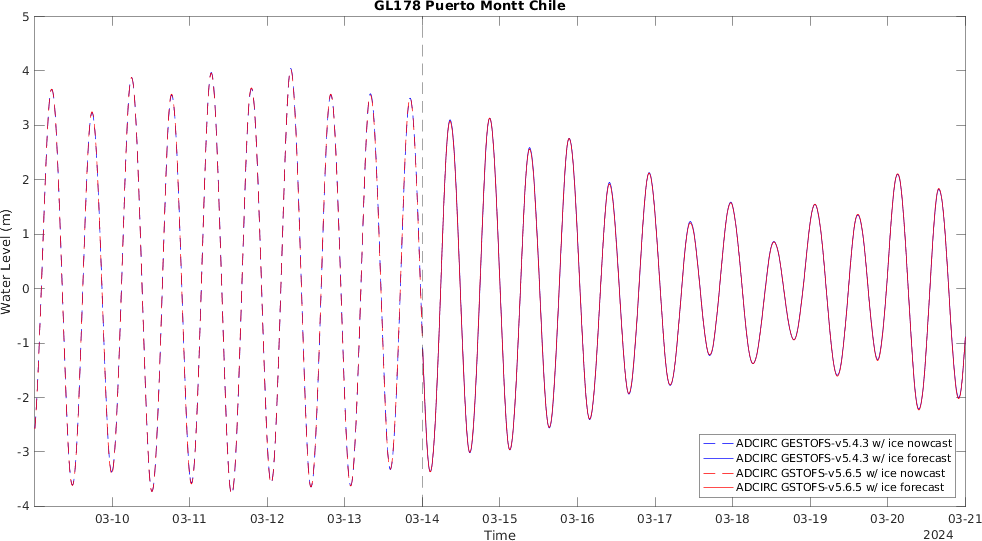 GL178 Puerto Montt Chile
5
4
3
2
1
0
-1
-2
-3
-4
Water Level (m)
03-10 03-11 03-12 03-13 03-14 03-15 03-16 03-17 03-18 03-19 03-20 03-21
Time
2024
ADCIRC GESTOFS-v5.4.3 w/ ice nowcast
ADCIRC GESTOFS-v5.4.3 w/ ice forecast
ADCIRC GSTOFS-v5.6.5 w/ ice nowcast
ADCIRC GSTOFS-v5.6.5 w/ ice forecast